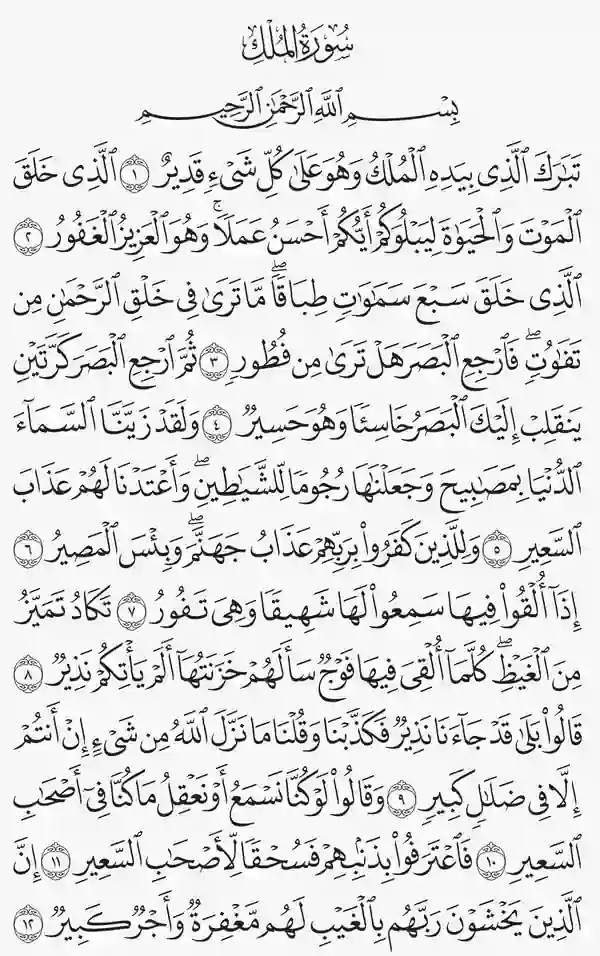 سُورَةُ المُلْكِ
بِسْمِ ٱللَّهِ ٱلرَّحْمَٰنِ ٱلرَّحِيمِ
تَبَٰرَكَ ٱلَّذِى بِيَدِهِ ٱلْمُلْكُ وَهُوَ عَلَىٰ كُلِّ شَىْءٍ قَدِيرٌ ١ ٱلَّذِى خَلَقَ
ٱلْمَوْتَ وَٱلْحَيَوٰةَ لِيَبْلُوَكُمْ أَيُّكُمْ أَحْسَنُ عَمَلًا ۚ وَهُوَ ٱلْعَزِيزُ ٱلْغَفُورُ ٢
ٱلَّذِى خَلَقَ سَبْعَ سَمَٰوَٰتٍ طِبَاقًا ۖ مَّا تَرَىٰ فِى خَلْقِ ٱلرَّحْمَٰنِ مِن
تَفَٰوُتٍ ۖ فَٱرْجِعِ ٱلْبَصَرَ هَلْ تَرَىٰ مِن فُطُورٍ ٣ ثُمَّ ٱرْجِعِ ٱلْبَصَرَ كَرَّتَيْنِ
يَنقَلِبْ إِلَيْكَ ٱلْبَصَرُ خَاسِئًا وَهُوَ حَسِيرٌ ٤ وَلَقَدْ زَيَّنَّا ٱلسَّمَآءَ
ٱلدُّنْيَا بِمَصَٰبِيحَ وَجَعَلْنَٰهَا رُجُومًا لِّلشَّيَٰطِينِ ۖ وَأَعْتَدْنَا لَهُمْ عَذَابَ
ٱلسَّعِيرِ ٥ وَلِلَّذِينَ كَفَرُوا۟ بِرَبِّهِمْ عَذَابُ جَهَنَّمَ ۖ وَبِئْسَ ٱلْمَصِيرُ ٦
إِذَآ أُلْقُوا۟ فِيهَا سَمِعُوا۟ لَهَا شَهِيقًا وَهِىَ تَفُورُ ٧ تَكَادُ تَمَيَّزُ
مِنَ ٱلْغَيْظِ ۖ كُلَّمَآ أُلْقِىَ فِيهَا فَوْجٌ سَأَلَهُمْ خَزَنَتُهَآ أَلَمْ يَأْتِكُمْ نَذِيرٌ ٨
قَالُوا۟ بَلَىٰ قَدْ جَآءَنَا نَذِيرٌ فَكَذَّبْنَا وَقُلْنَا مَا نَزَّلَ ٱللَّهُ مِن شَىْءٍ إِنْ أَنتُمْ
إِلَّا فِى ضَلَٰلٍ كَبِيرٍ ٩ وَقَالُوا۟ لَوْ كُنَّا نَسْمَعُ أَوْ نَعْقِلُ مَا كُنَّا فِىٓ أَصْحَٰبِ
ٱلسَّعِيرِ ١٠ فَٱعْتَرَفُوا۟ بِذَنۢبِهِمْ فَسُحْقًا لِّأَصْحَٰبِ ٱلسَّعِيرِ ١١ إِنَّ
ٱلَّذِينَ يَخْشَوْنَ رَبَّهُم بِٱلْغَيْبِ لَهُم مَّغْفِرَةٌ وَأَجْرٌ كَبِيرٌ ١٢